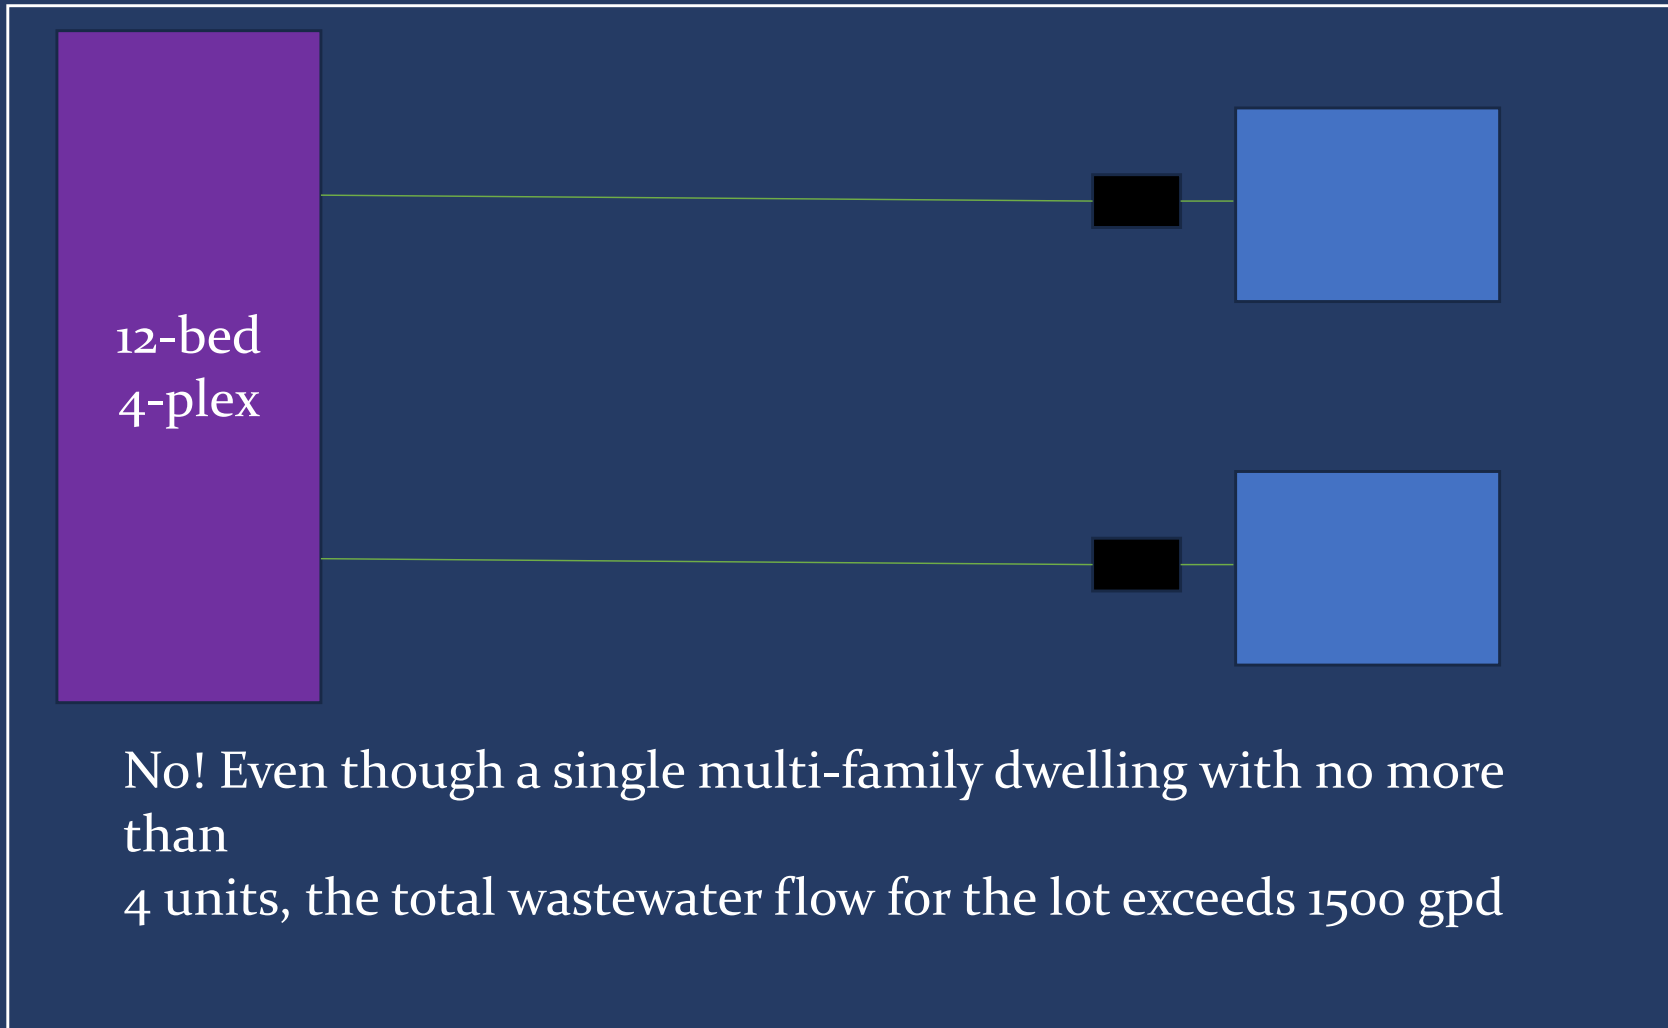 12-bed
4-plex
No! Even though a single multi-family dwelling with no more
than
4 units, the total wastewater flow for the lot exceeds 1500 gpd